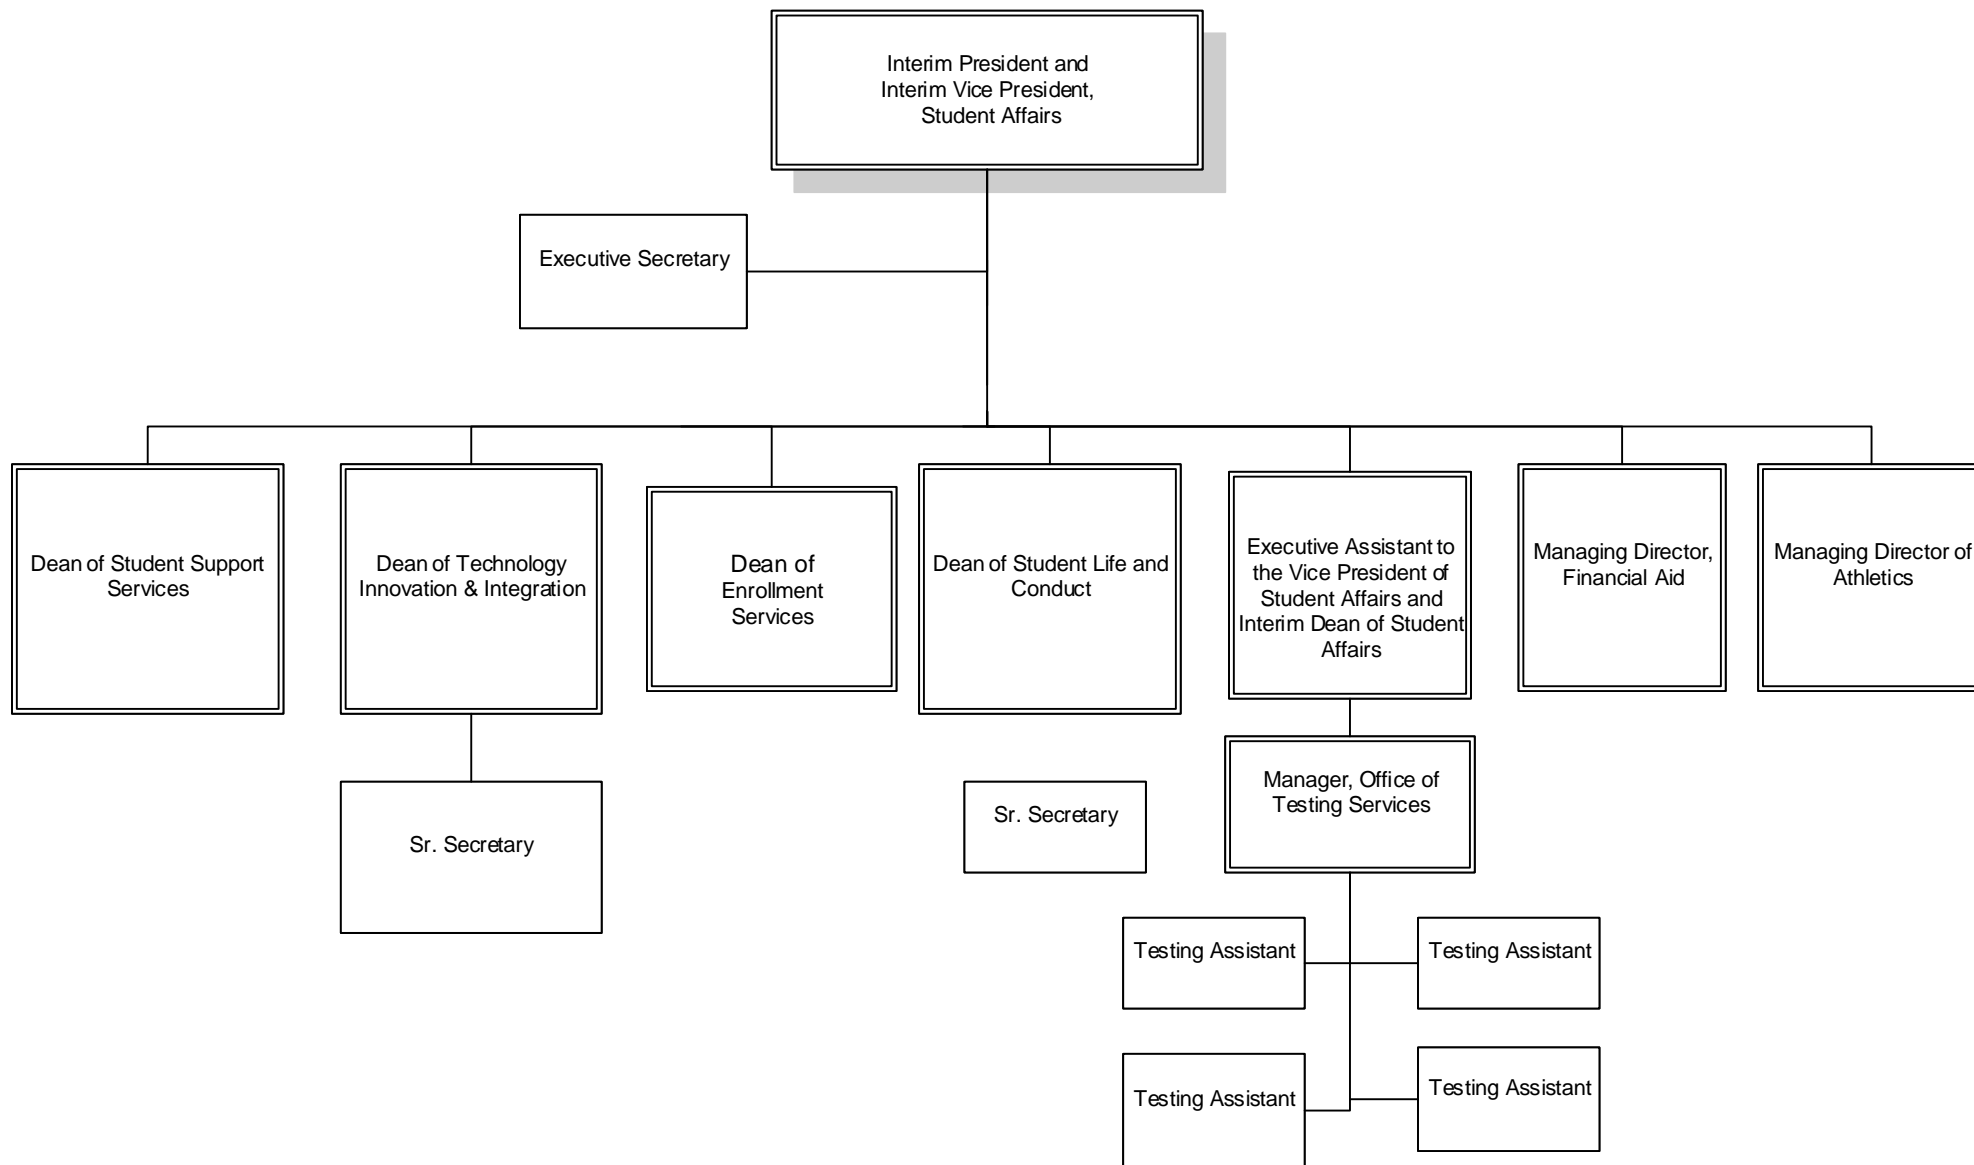 Interim President and
Interim Vice President,
Student Affairs
Executive Secretary
Dean of Student Support
Services
Dean of Technology
Innovation & Integration
Dean of
Enrollment
Services
Dean of Student Life and
Conduct
Executive Assistant to
the Vice President of
Student Affairs and
Interim Dean of Student
Affairs
Managing Director,
Financial Aid
Managing Director of
Athletics
Manager, Office of
Testing Services
Sr. Secretary
Sr. Secretary
Testing Assistant
Testing Assistant
Testing Assistant
Testing Assistant